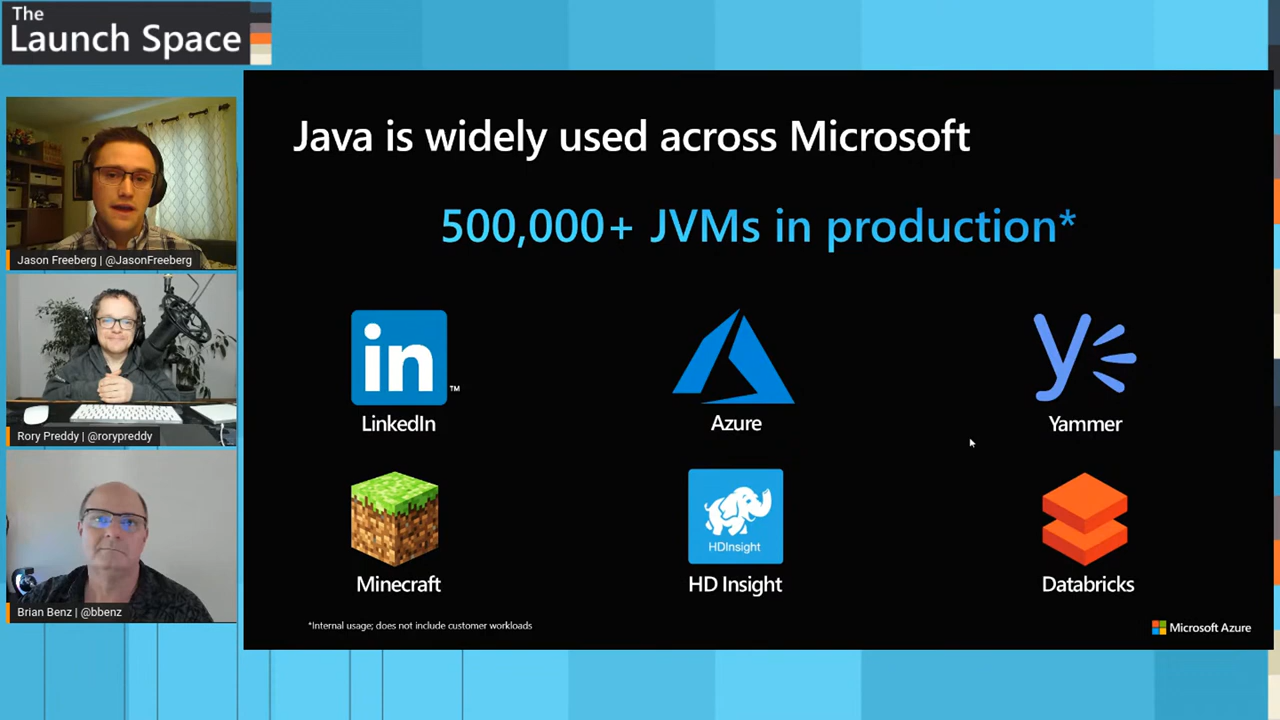 The
Launch Space
Java is widely used across Microsoft
500,000+ JVMs in production*
in™
LinkedIn
Azure
Yammer
Minecraft
HDInsight
HD Insight
Databricks
*Internal usage; does not include customer workloads
Microsoft Azure
Jason Freeberg | @JasonFreeberg
Rory Preddy | @rorypreddy
Brian Benz | @bbenz